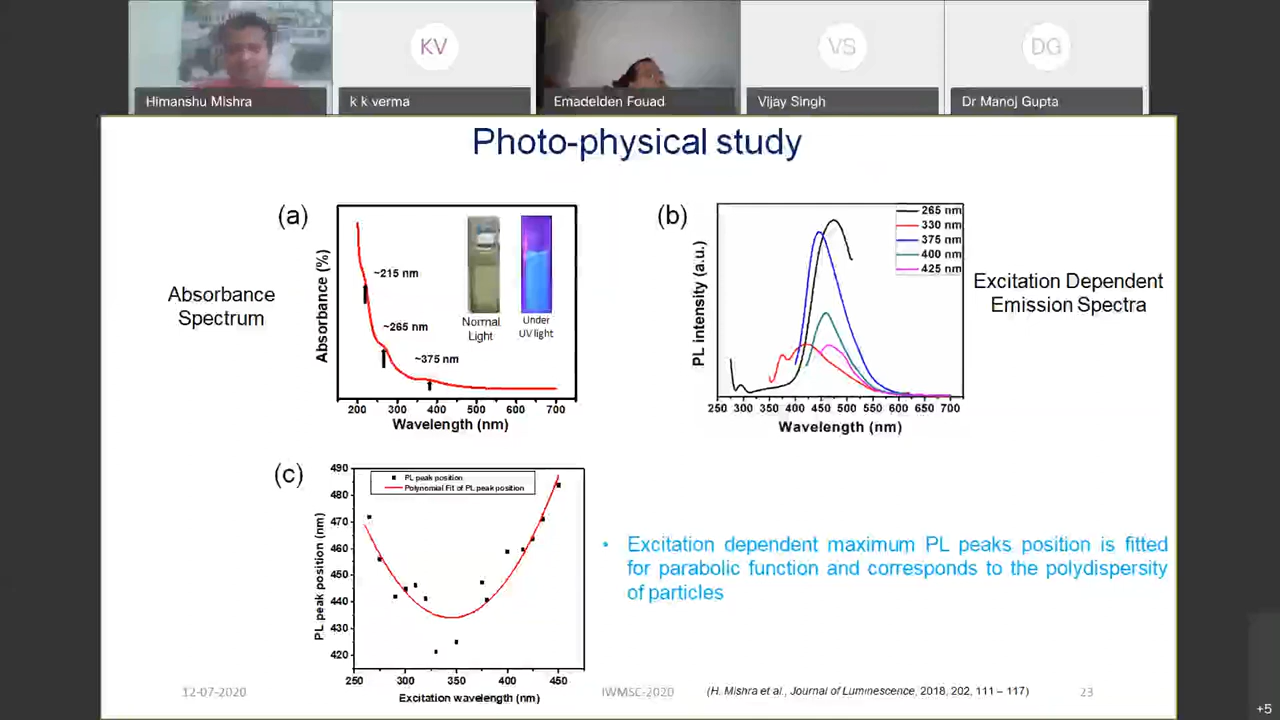 KV
VS
DG
Himanshu Mishra
k k verma
Emadelden Fouad
Vijay Singh
Dr Manoj Gupta
Photo-physical study
(a)
Absorbance
Spectrum
Absorbance (%)
~215 nm
~265 nm
~375 nm
Normal
Light
Under
UV light
200 300 400 500 600 700
Wavelength (nm)
(b)
PL intensity (a.u.)
265 nm
330 nm
375 nm
400 nm
425 nm
250 300 350 400 450 500 550 600 650 700
Wavelength (nm)
Excitation Dependent
Emission Spectra
(c)
PL peak position (nm)
490
480
470
460
450
440
430
420
PL peak position
Polynomial Fit of PL peak position
250 300 350 400 450
Excitation wavelength (nm)
• Excitation dependent maximum PL peaks position is fitted
for parabolic function and corresponds to the polydispersity
of particles
12-07-2020
IWMSC-2020
(H. Mishra et al., Journal of Luminescence, 2018, 202, 111 – 117)
23
+5